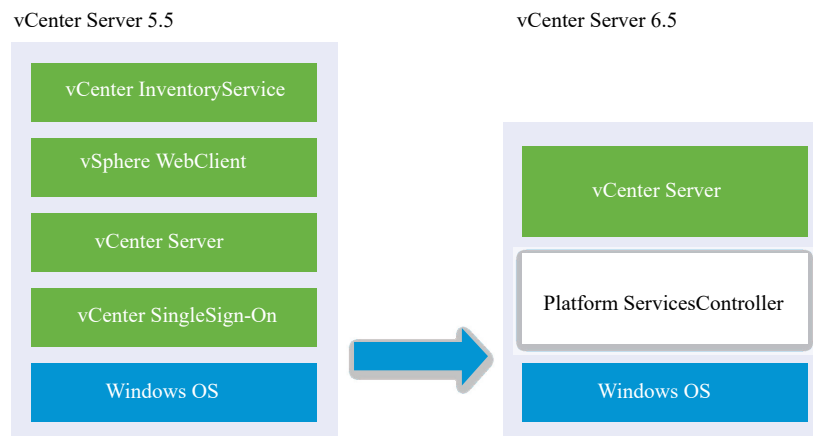 vCenter Server 5.5
vCenter InventoryService
vSphere WebClient
vCenter Server
vCenter SingleSign-On
Windows OS
vCenter Server 6.5
vCenter Server
Platform ServicesController
Windows OS